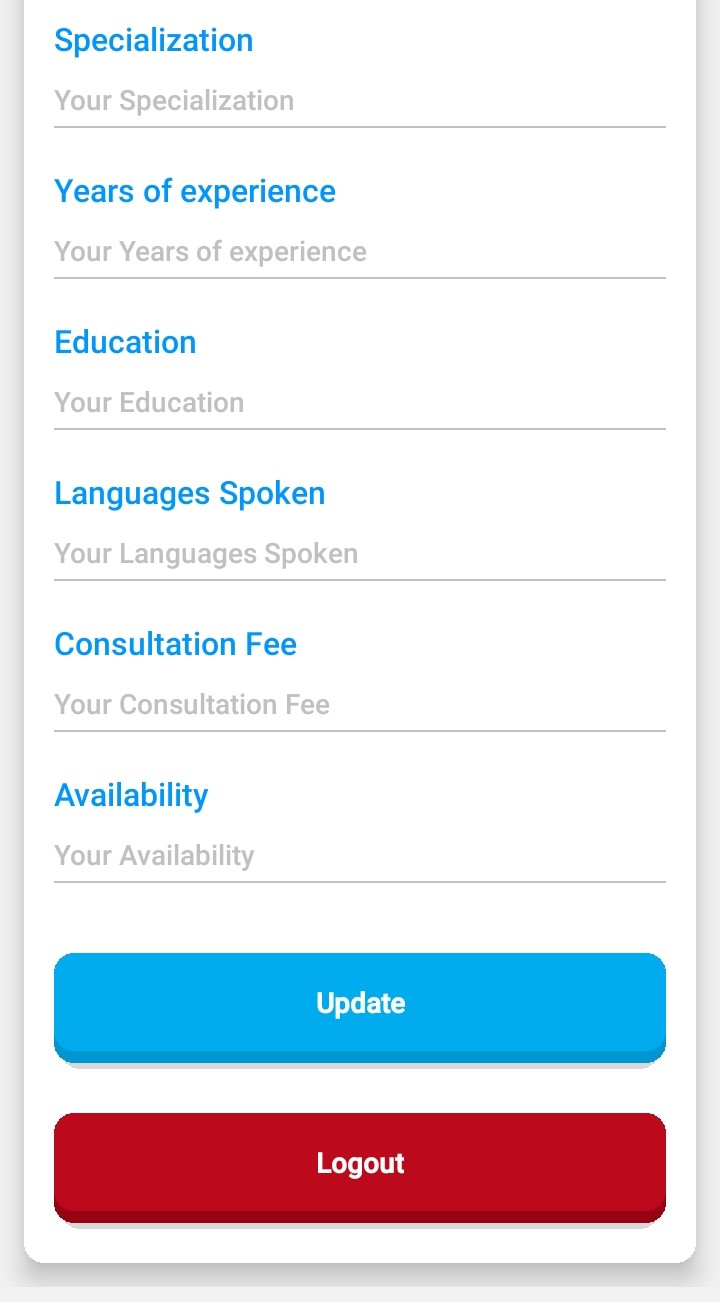 Specialization
Your Specialization
Years of experience
Your Years of experience
Education
Your Education
Languages Spoken
Your Languages Spoken
Consultation Fee
Your Consultation Fee
Availability
Your Availability
Update
Logout